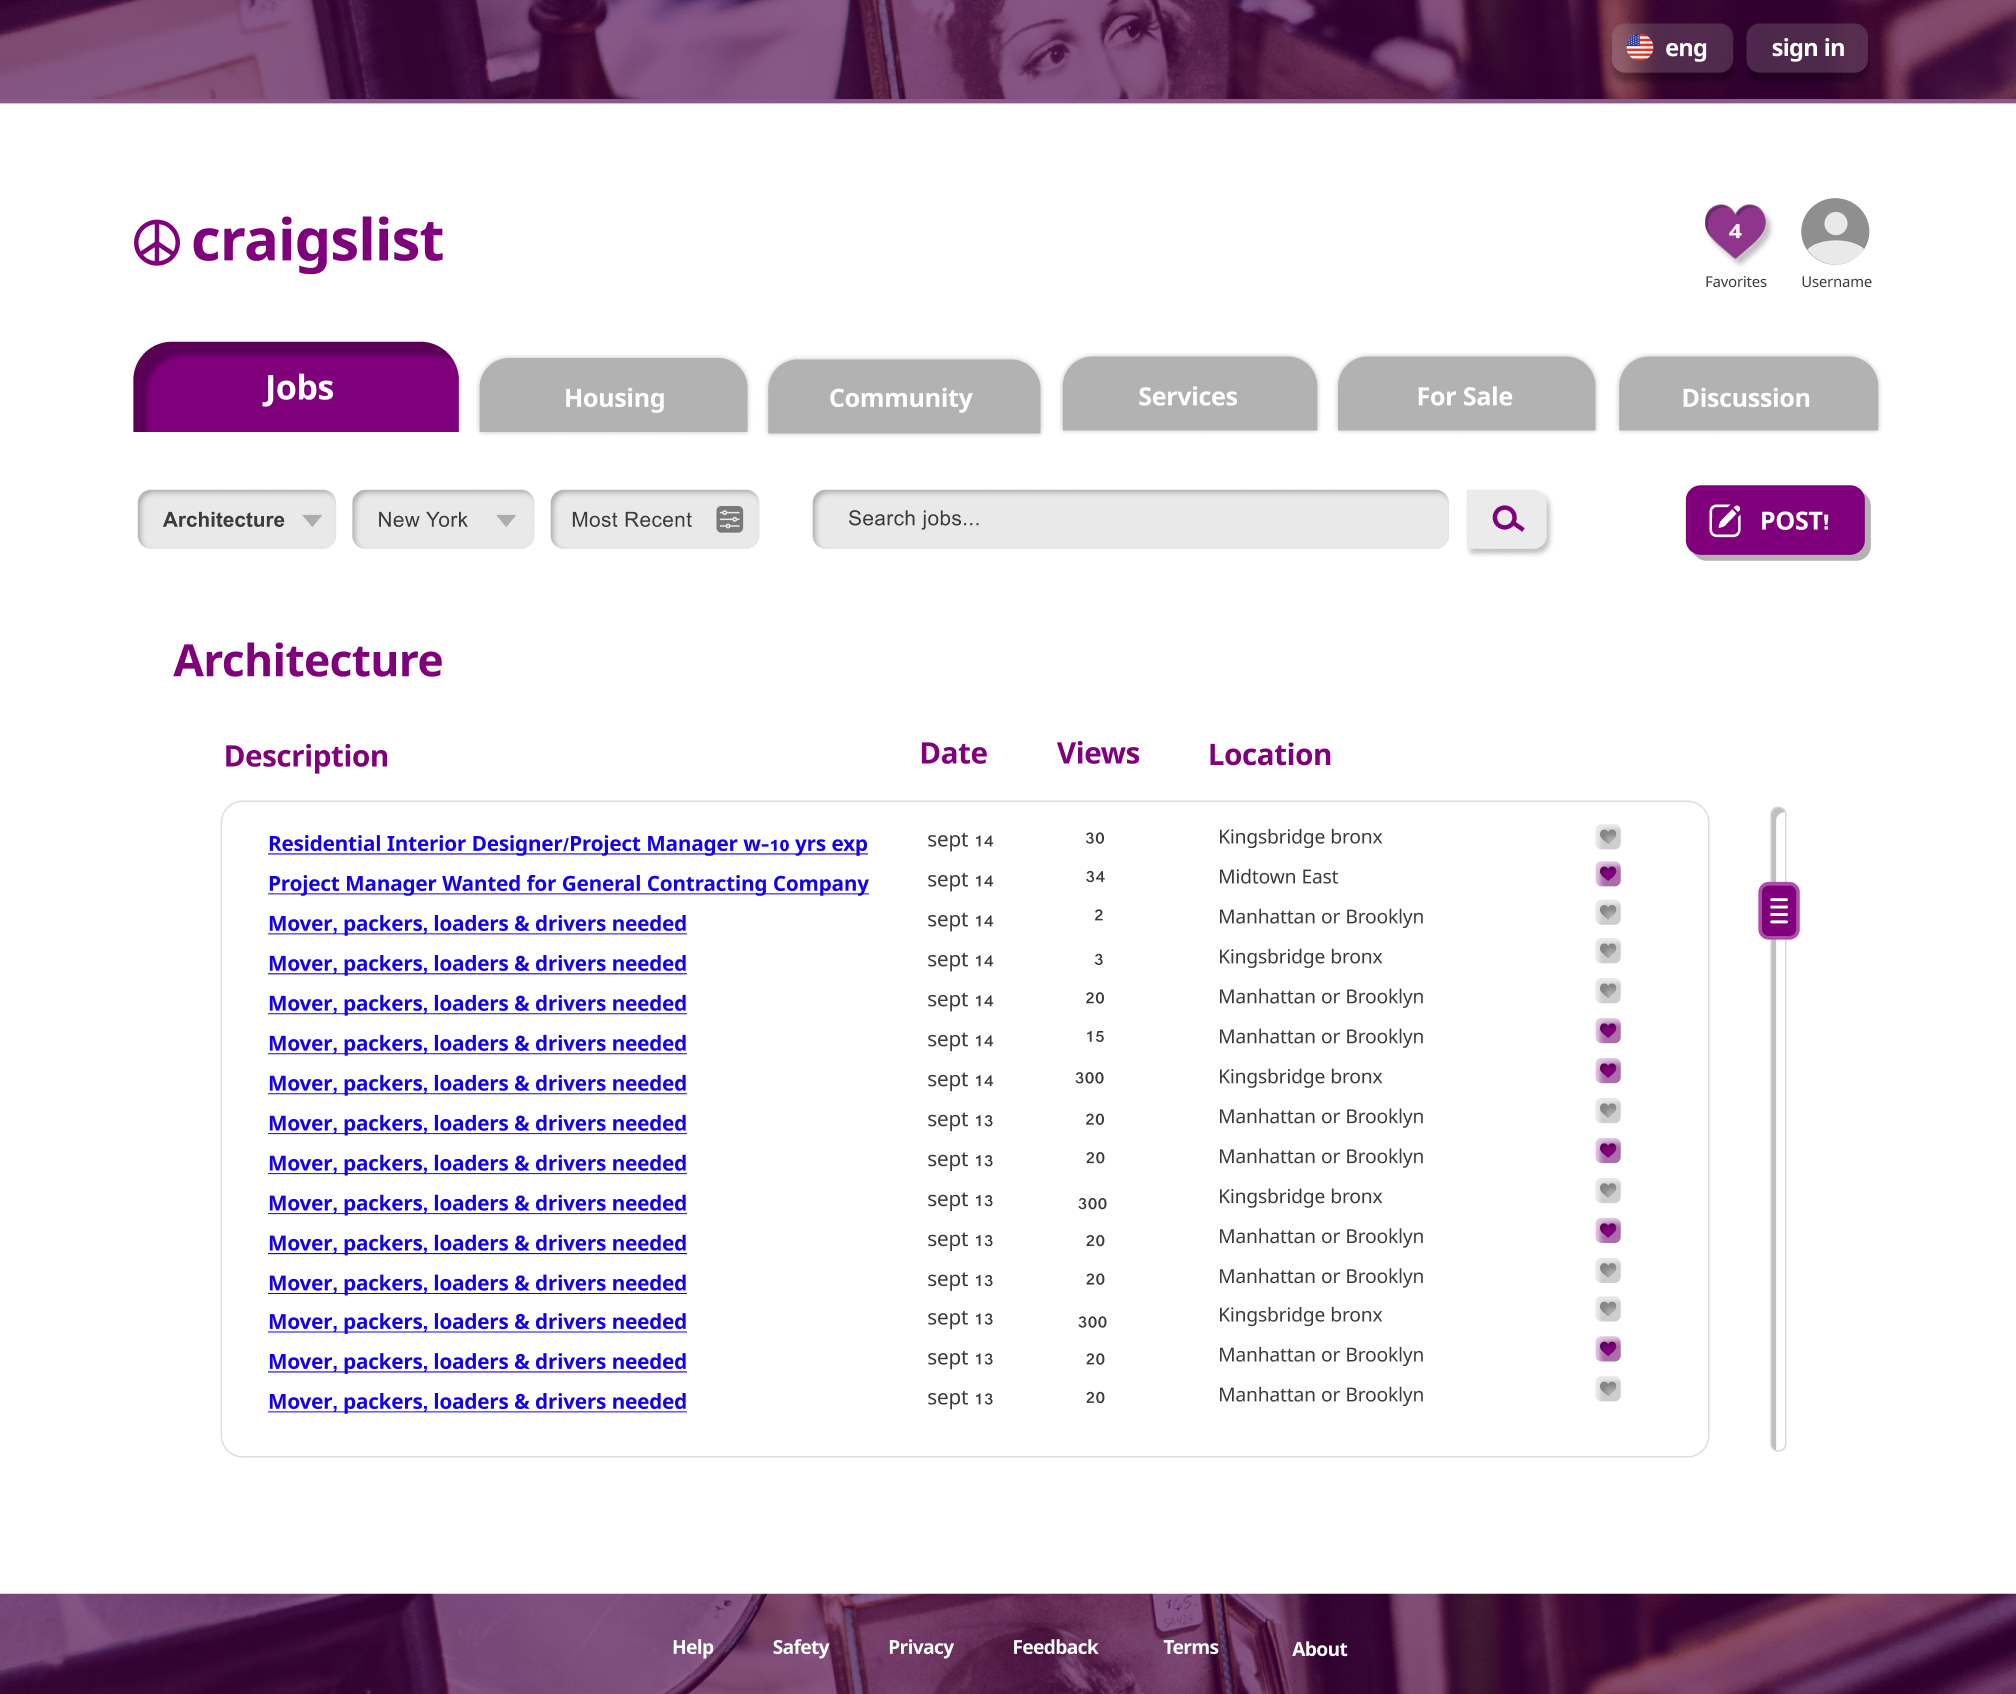 eng sign in
craigslist
4
Favorites Username
Jobs Housing Community Services For Sale Discussion
Architecture New York Most Recent Search jobs... POST!
Architecture
Description Date Views Location
Residential Interior Designer/Project Manager w-10 yrs exp sept 14 30 Kingsbridge bronx
Project Manager Wanted for General Contracting Company sept 14 34 Midtown East
Mover, packers, loaders & drivers needed sept 14 2 Manhattan or Brooklyn
Mover, packers, loaders & drivers needed sept 14 3 Kingsbridge bronx
Mover, packers, loaders & drivers needed sept 14 20 Manhattan or Brooklyn
Mover, packers, loaders & drivers needed sept 14 15 Manhattan or Brooklyn
Mover, packers, loaders & drivers needed sept 14 300 Kingsbridge bronx
Mover, packers, loaders & drivers needed sept 13 20 Manhattan or Brooklyn
Mover, packers, loaders & drivers needed sept 13 20 Manhattan or Brooklyn
Mover, packers, loaders & drivers needed sept 13 300 Kingsbridge bronx
Mover, packers, loaders & drivers needed sept 13 20 Manhattan or Brooklyn
Mover, packers, loaders & drivers needed sept 13 20 Manhattan or Brooklyn
Mover, packers, loaders & drivers needed sept 13 300 Kingsbridge bronx
Mover, packers, loaders & drivers needed sept 13 20 Manhattan or Brooklyn
Mover, packers, loaders & drivers needed sept 13 20 Manhattan or Brooklyn
$65-
Help Safety Privacy Feedback Terms About